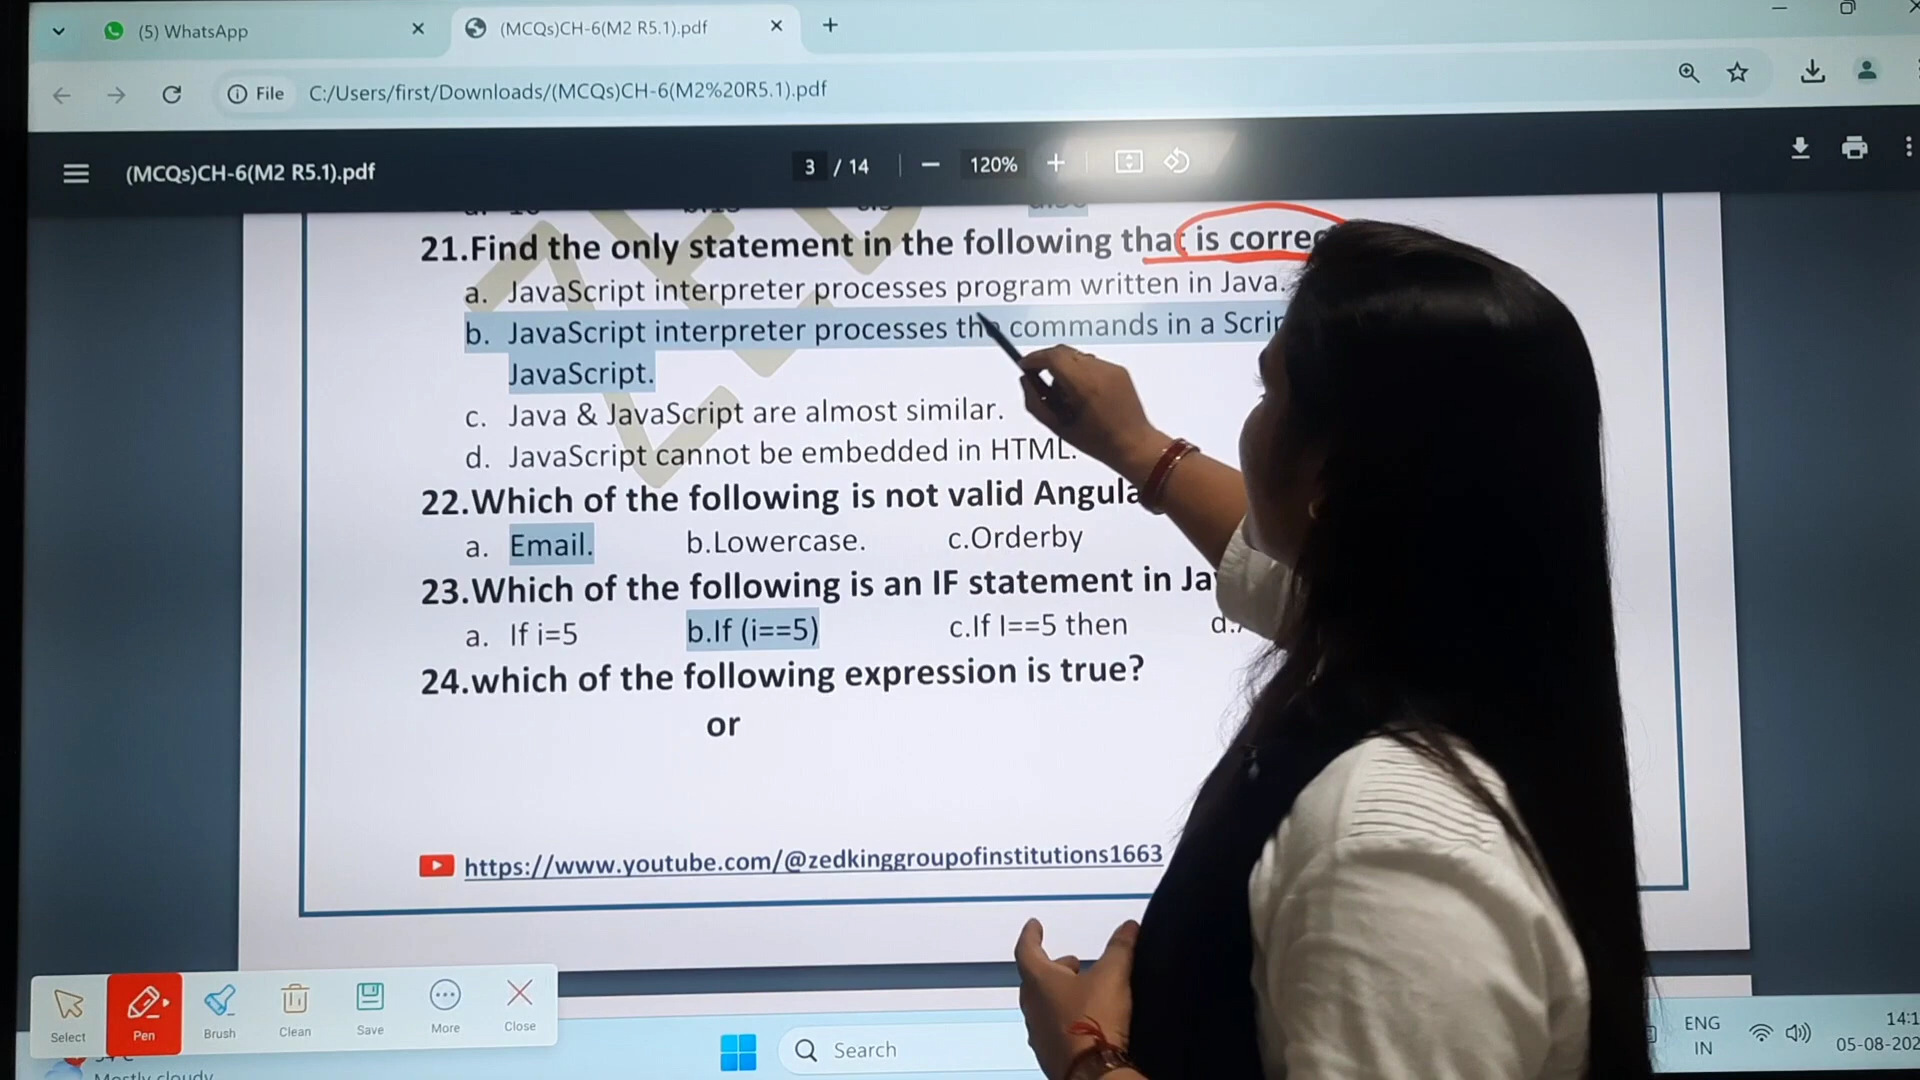 (5) WhatsApp
(MCQs)CH-6(M2 R5.1).pdf
File C:/Users/first/Downloads/(MCQs)CH-6(M2%20R5.1).pdf
(MCQs)CH-6(M2 R5.1).pdf
3 / 14
120%
21.Find the only statement in the following that is correc
a. JavaScript interpreter processes program written in Java.
b. JavaScript interpreter processes the commands in a Scrip
JavaScript.
c. Java & JavaScript are almost similar.
d. JavaScript cannot be embedded in HTML.
22.Which of the following is not valid Angula
a. Email. b.Lowercase. c.Orderby
23.Which of the following is an IF statement in Ja
a. If i=5 b.If (i==5) c.If I==5 then d.
24.which of the following expression is true?
or
https://www.youtube.com/@zedkinggroupofinstitutions1663
Select Pen Brush Clean Save More Close
Mostly cloudy
Search
ENG
IN
14:1
05-08-202